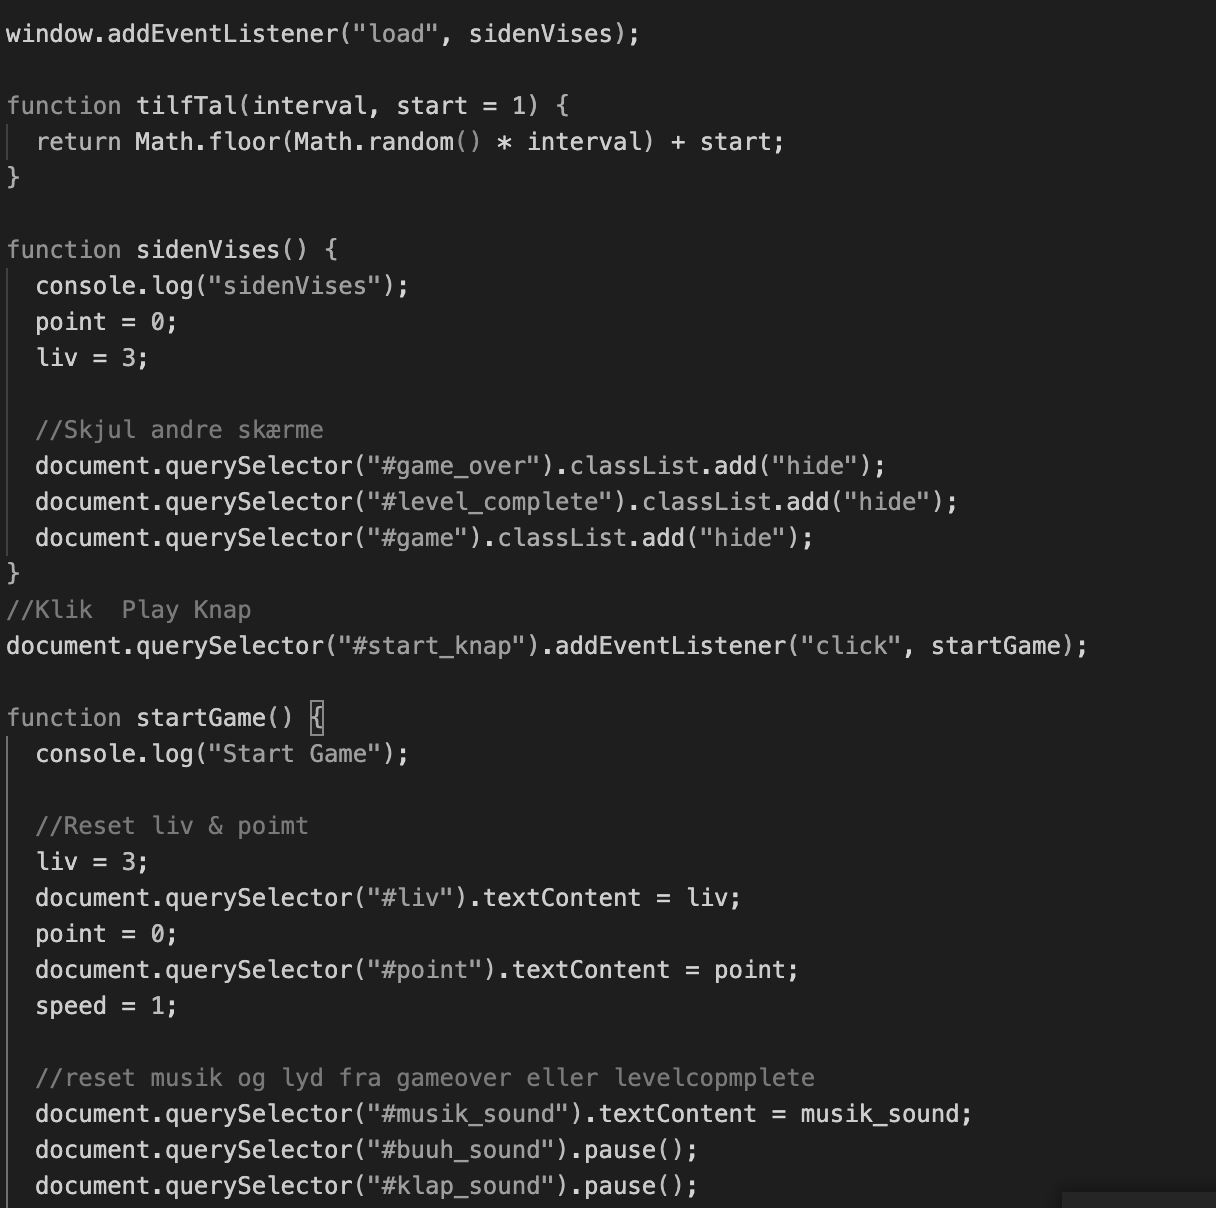 window.addEventListener("load", sidenVises);
function tilfTal(interval, start = 1) {
return Math.floor(Math.random() * interval) + start;
}
function sidenVises() {
console.log("sidenVises");
point = 0;
liv = 3;
//Skjul andre skærme
document.querySelector("#game_over").classList.add("hide");
document.querySelector("#level_complete").classList.add("hide");
document.querySelector("#game").classList.add("hide");
}
//Klik  Play Knap
document.querySelector("#start_knap").addEventListener("click", startGame);
function startGame() {
console.log("Start Game");
//Reset liv & poimt
liv = 3;
document.querySelector("#liv").textContent = liv;
point = 0;
document.querySelector("#point").textContent = point;
speed = 1;
//reset musik og lyd fra gameover eller levelcopmplete
document.querySelector("#musik_sound").textContent = musik_sound;
document.querySelector("#buuh_sound").pause();
document.querySelector("#klap_sound").pause();